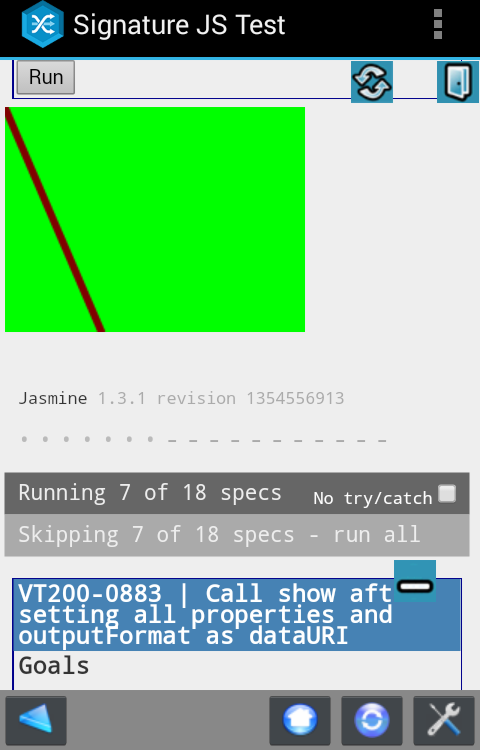 Signature JS Test
Run
Jasmine 1.3.1 revision 1354556913
Running 7 of 18 specs No try/catch
Skipping 7 of 18 specs - run all
VT200-0883 | Call show aft
setting all properties and
outputFormat as dataURI
Goals